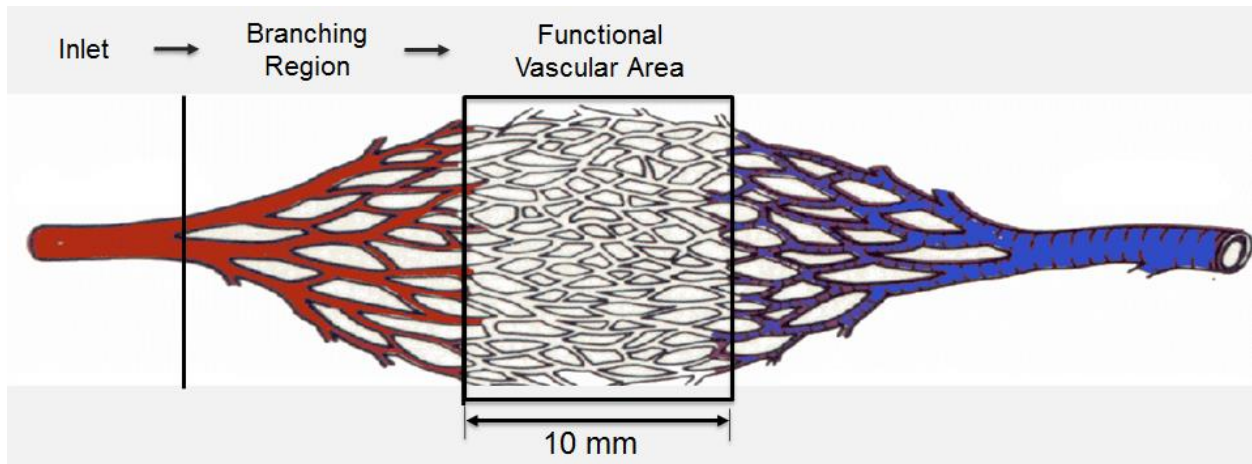 Inlet
Branching
Region
Functional
Vascular Area
10 mm